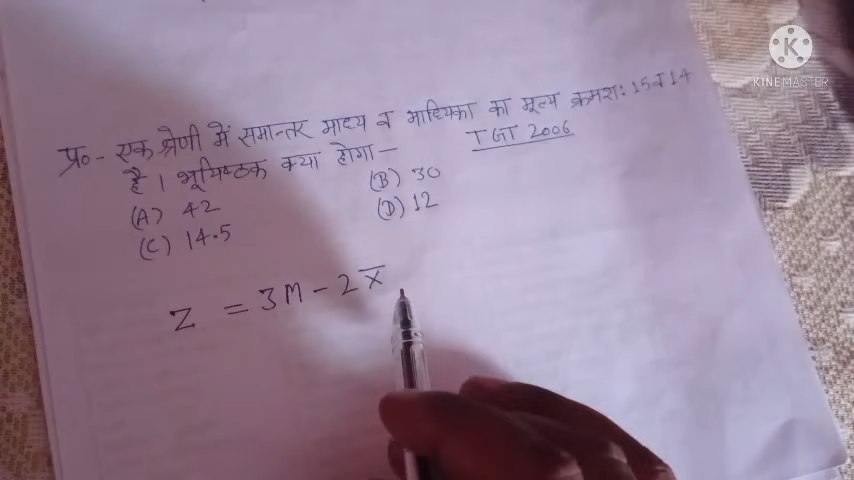 K
KINEMASTER
प्र०- एक श्रेणी में समान्तर माध्य व माध्यिका का मूल्य क्रमश: 15 व 14
है । भूयिष्ठक क्या होगा — TGT 2006
(A) 42 (B) 30
(C) 14.5 (D) 12
Z = 3M - 2X̅